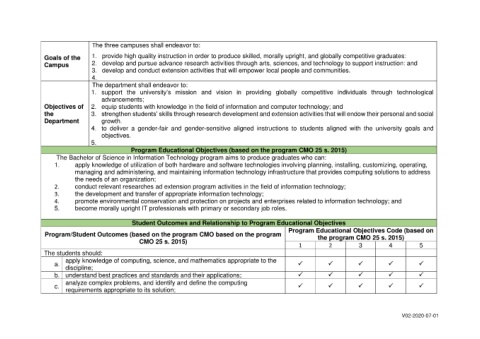 The three campuses shall endeavor to:
Goals of the Campus
1. provide high quality instruction in order to produce skilled, morally upright, and globally competitive graduates;
2. develop and pursue advance research activities through arts, sciences, and technology to support instruction; and
3. develop and conduct extension activities that will empower local people and communities.
4.
The department shall endeavor to:
Objectives of the Department
1. support the university's mission and vision in providing globally competitive individuals through technological
advancements;
2. equip students with knowledge in the field of information and computer technology; and
3. strengthen students' skills through research development and extension activities that will endow their personal and social
growth.
4. to deliver a gender-fair and gender-sensitive aligned instructions to students aligned with the university goals and
objectives.
5.
Program Educational Objectives (based on the program CMO 25 s. 2015)
The Bachelor of Science in Information Technology program aims to produce graduates who can:
1. apply knowledge of utilization of both hardware and software technologies involving planning, installing, customizing, operating,
managing and administering, and maintaining information technology infrastructure that provides computing solutions to address
the needs of an organization;
2. conduct relevant researches ad extension program activities in the field of information technology;
3. the development and transfer of appropriate information technology;
4. promote environmental conservation and protection on projects and enterprises related to information technology; and
5. become morally upright IT professionals with primary or secondary job roles.
Student Outcomes and Relationship to Program Educational Objectives
Program/Student Outcomes (based on the program CMO based on the program
CMO 25 s. 2015)
Program Educational Objectives Code (based on
the program CMO 25 s. 2015)
1 2 3 4 5
The students should:
a. apply knowledge of computing, science, and mathematics appropriate to the
discipline; ✓ ✓ ✓ ✓ ✓
b. understand best practices and standards and their applications; ✓ ✓ ✓ ✓ ✓
c. analyze complex problems, and identify and define the computing
requirements appropriate to its solution; ✓ ✓ ✓ ✓ ✓
V02-2020-07-01